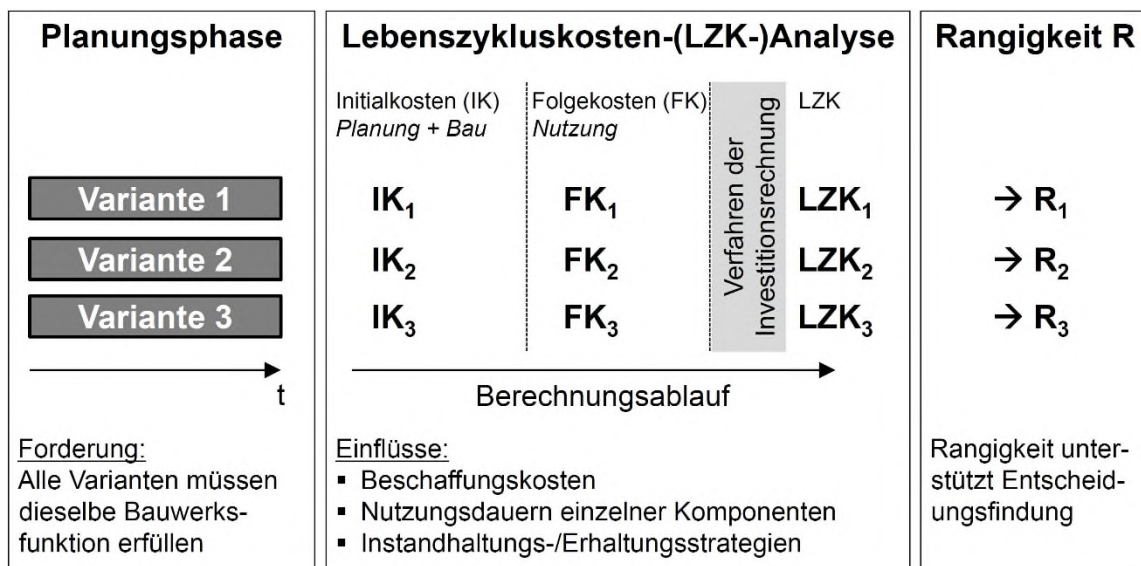 Planungsphase
Variante 1
Variante 2
Variante 3
t
Forderung:
Alle Varianten müssen
dieselbe Bauwerks-
funktion erfüllen
Lebenszykluskosten-(LZK-)Analyse
Initialkosten (IK)
Planung + Bau
Folgekosten (FK)
Nutzung
Verfahren der
Investitionsrechnung
LZK
IK₁ FK₁ LZK₁
IK₂ FK₂ LZK₂
IK₃ FK₃ LZK₃
Berechnungsablauf
Einflüsse:
▪ Beschaffungskosten
▪ Nutzungsdauern einzelner Komponenten
▪ Instandhaltungs-/Erhaltungsstrategien
Rangigkeit R
→ R₁
→ R₂
→ R₃
Rangigkeit unter-
stützt Entscheid-
ungsfindung